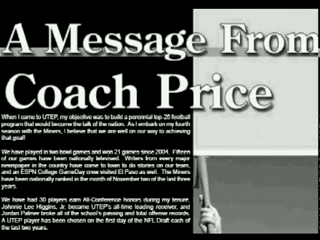 A Message From
Coach Price
When I came to UTEP, my objective was to build a perennial top-25 football
program that would become the talk of the nation.  As I embark on my fourth
season with the Miners, I believe that we are well on our way to achieving
that goal!
We have played in two bowl games and won 21 games since 2004.  Fifteen
of our games have been nationally televised.  Writers from every major
newspaper in the country have come to town to do stories on our team,
and an ESPN College GameDay crew visited El Paso as well.  The Miners
have been nationally ranked in the month of November two of the last three
years.
We have had 30 players earn All-Conference honors during my tenure.
Johnnie Lee Higgins, Jr. became UTEP's all-time leading receiver, and
Jordan Palmer broke all of the school's passing and total offense records.
A UTEP player has been chosen on the first day of the NFL Draft each of
the last two years.